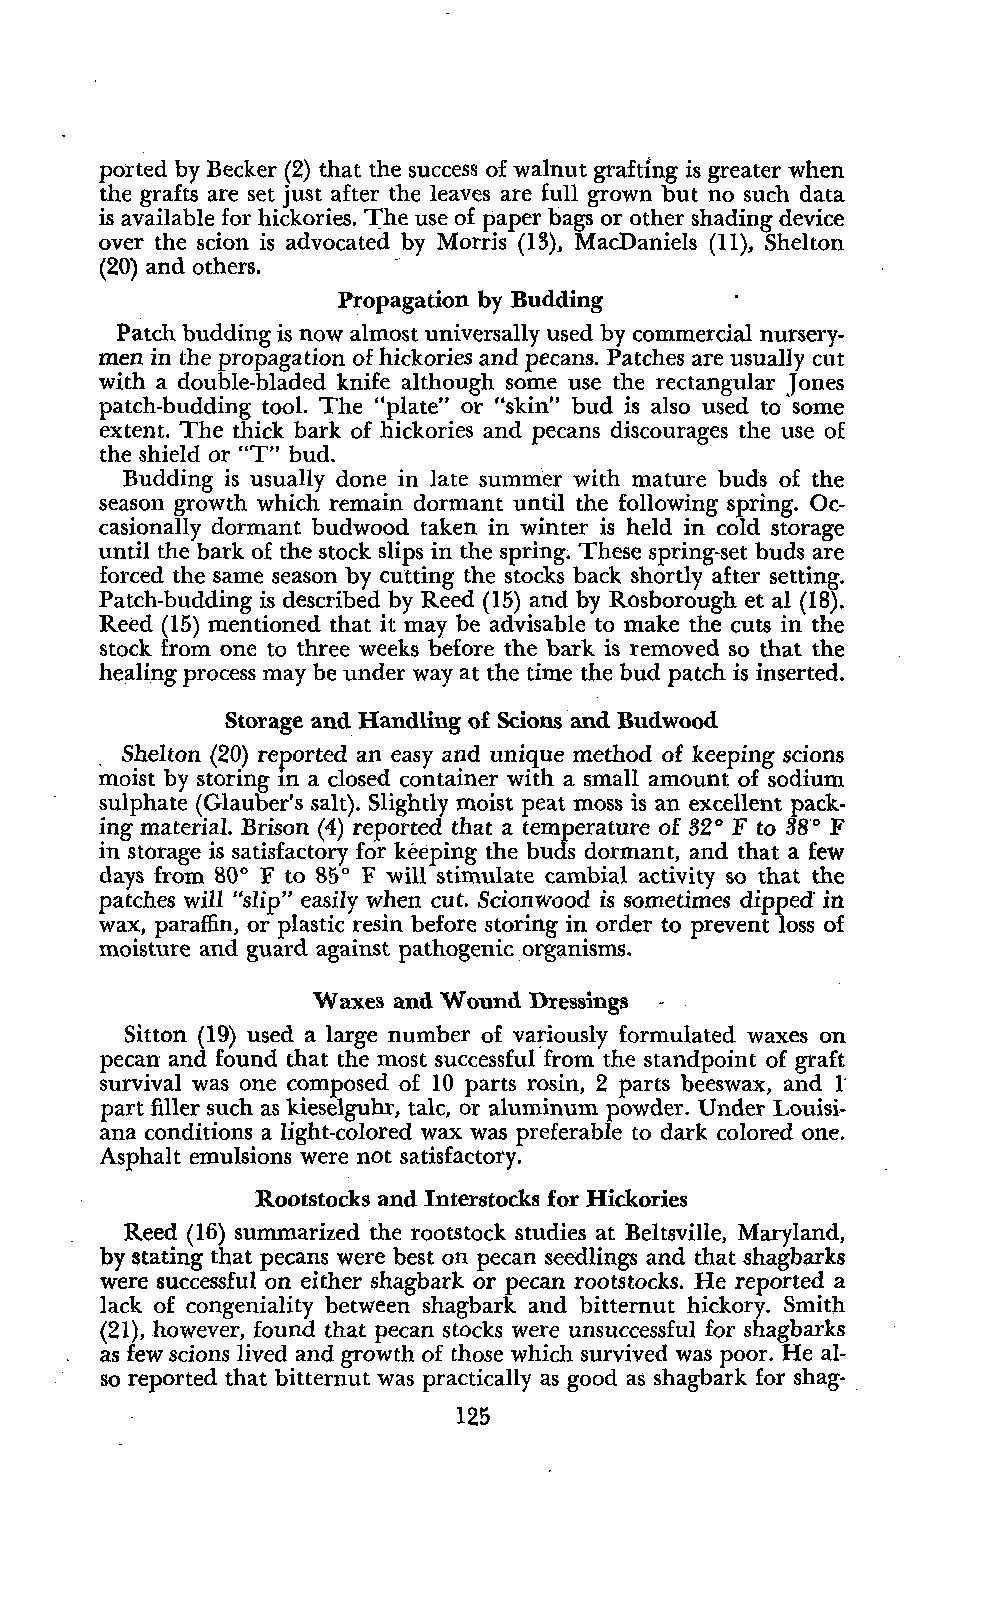 ported by Becker (2) that the success of walnut grafting is greater when
the grafts are set just after the leaves are full grown but no such data
is available for hickories. The use of paper bags or other shading device
over the scion is advocated by Morris (13), MacDaniels (11), Shelton
(20) and others.
Propagation by Budding
Patch budding is now almost universally used by commercial nursery-
men in the propagation of hickories and pecans. Patches are usually cut
with a double-bladed knife although some use the rectangular Jones
patch-budding tool. The "plate" or "skin" bud is also used to some
extent. The thick bark of hickories and pecans discourages the use of
the shield or "T" bud.
Budding is usually done in late summer with mature buds of the
season growth which remain dormant until the following spring. Oc-
casionally dormant budwood taken in winter is held in cold storage
until the bark of the stock slips in the spring. These spring-set buds are
forced the same season by cutting the stocks back shortly after setting.
Patch-budding is described by Reed (15) and by Rosborough et al (18).
Reed (15) mentioned that it may be advisable to make the cuts in the
stock from one to three weeks before the bark is removed so that the
healing process may be under way at the time the bud patch is inserted.
Storage and Handling of Scions and Budwood
Shelton (20) reported an easy and unique method of keeping scions
moist by storing in a closed container with a small amount of sodium
sulphate (Glauber's salt). Slightly moist peat moss is an excellent pack-
ing material. Brison (4) reported that a temperature of 32° F to 38° F
in storage is satisfactory for keeping the buds dormant, and that a few
days from 80° F to 85° F will stimulate cambial activity so that the
patches will "slip" easily when cut. Scionwood is sometimes dipped in
wax, paraffin, or plastic resin before storing in order to prevent loss of
moisture and guard against pathogenic organisms.
Waxes and Wound Dressings
Sitton (19) used a large number of variously formulated waxes on
pecan and found that the most successful from the standpoint of graft
survival was one composed of 10 parts rosin, 2 parts beeswax, and 1
part filler such as kieselguhr, talc, or aluminum powder. Under Louisi-
ana conditions a light-colored wax was preferable to dark colored one.
Asphalt emulsions were not satisfactory.
Rootstocks and Interstocks for Hickories
Reed (16) summarized the rootstock studies at Beltsville, Maryland,
by stating that pecans were best on pecan seedlings and that shagbarks
were successful on either shagbark or pecan rootstocks. He reported a
lack of congeniality between shagbark and bitternut hickory. Smith
(21), however, found that pecan stocks were unsuccessful for shagbarks
as few scions lived and growth of those which survived was poor. He al-
so reported that bitternut was practically as good as shagbark for shag-
125